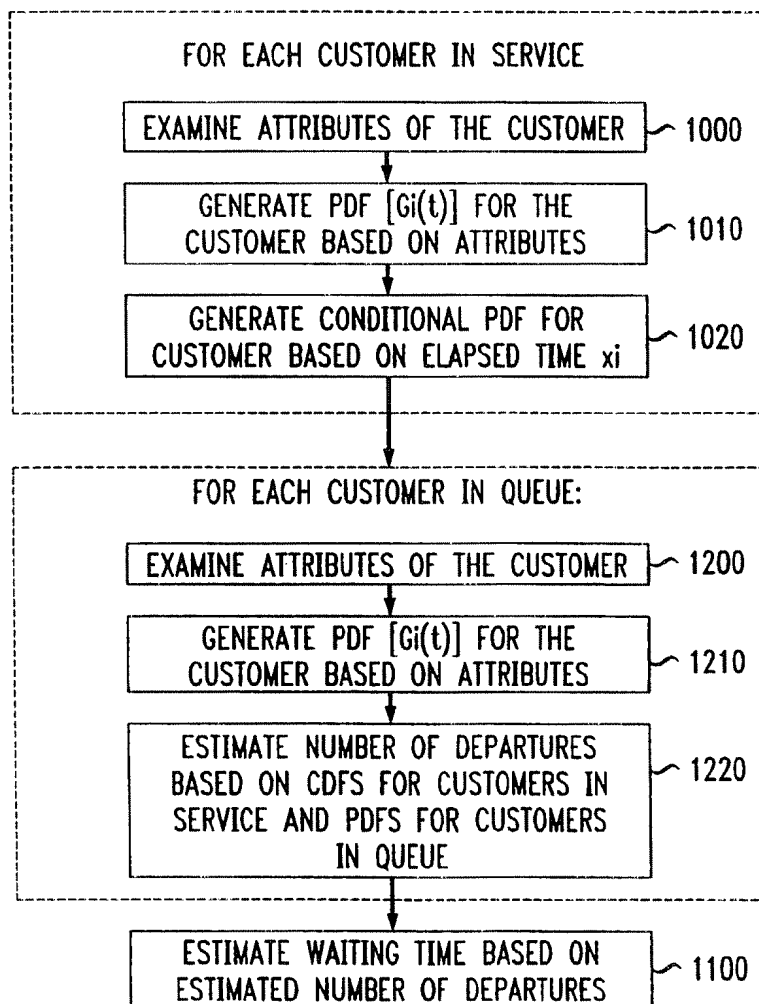 FOR EACH CUSTOMER IN SERVICE
EXAMINE ATTRIBUTES OF THE CUSTOMER
1000
GENERATE PDF [Gi(t)] FOR THE
CUSTOMER BASED ON ATTRIBUTES
1010
GENERATE CONDITIONAL PDF FOR
CUSTOMER BASED ON ELAPSED TIME xi
1020
FOR EACH CUSTOMER IN QUEUE:
EXAMINE ATTRIBUTES OF THE CUSTOMER
1200
GENERATE PDF [Gi(t)] FOR THE
CUSTOMER BASED ON ATTRIBUTES
1210
ESTIMATE NUMBER OF DEPARTURES
BASED ON CDFS FOR CUSTOMERS IN
SERVICE AND PDFS FOR CUSTOMERS
IN QUEUE
1220
ESTIMATE WAITING TIME BASED ON
ESTIMATED NUMBER OF DEPARTURES
1100